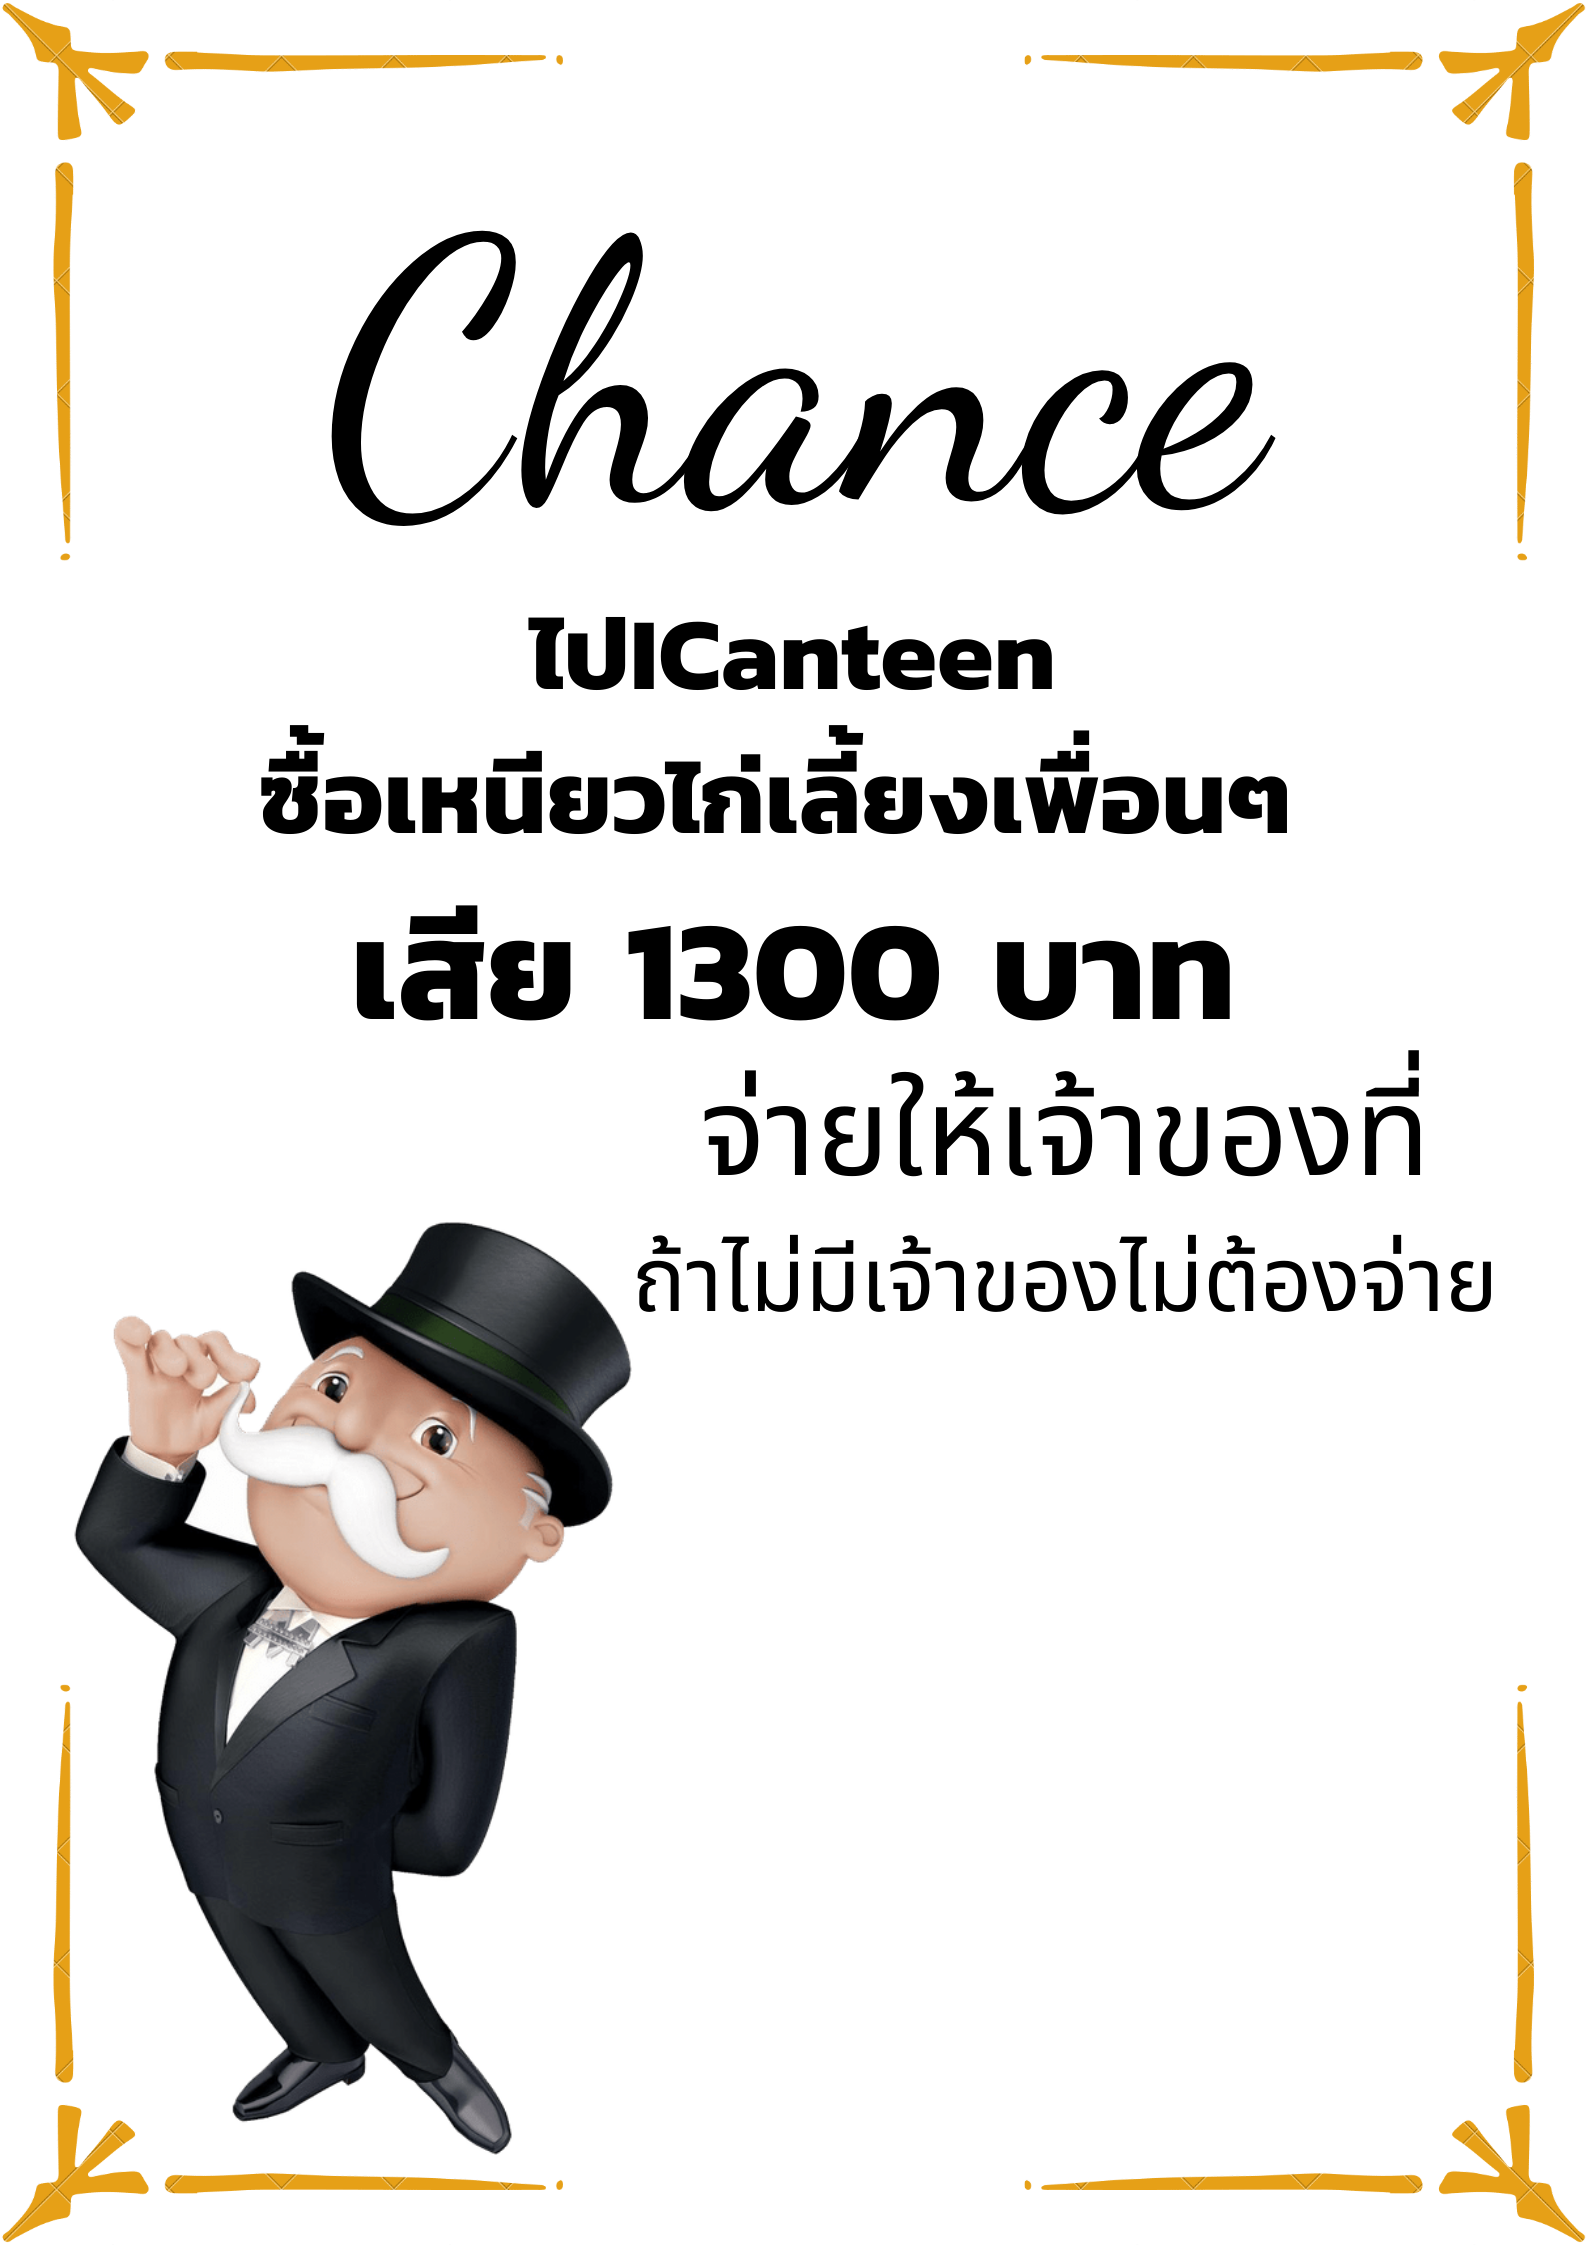 Chance
ไปICanteen
ซื้อเหนียวไก่เลี้ยงเพื่อนๆ
เสีย 1300 บาท
จ่ายให้เจ้าของที่
ถ้าไม่มีเจ้าของไม่ต้องจ่าย